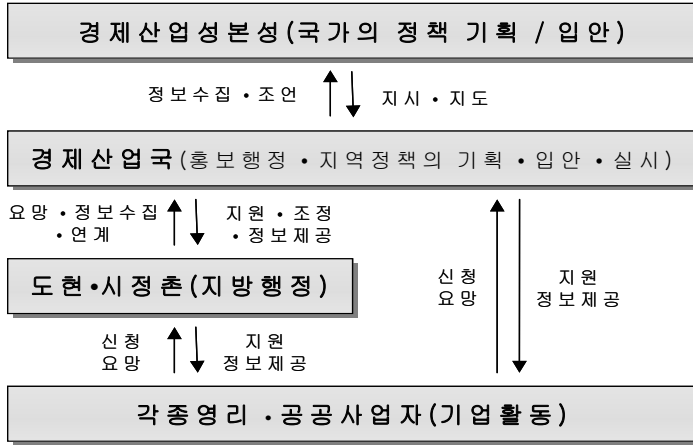 경제산업성본성(국가의 정책 기획 / 입안)
정보수집 • 조언
지시 • 지도
경제산업국(홍보행정 • 지역정책의 기획 • 입안 • 실시)
요망 • 정보수집
• 연계
지원 • 조정
• 정보제공
도현•시정촌(지방행정)
신청
요망
지원
정보제공
신청
요망
지원
정보제공
각종영리 • 공공사업자(기업활동)